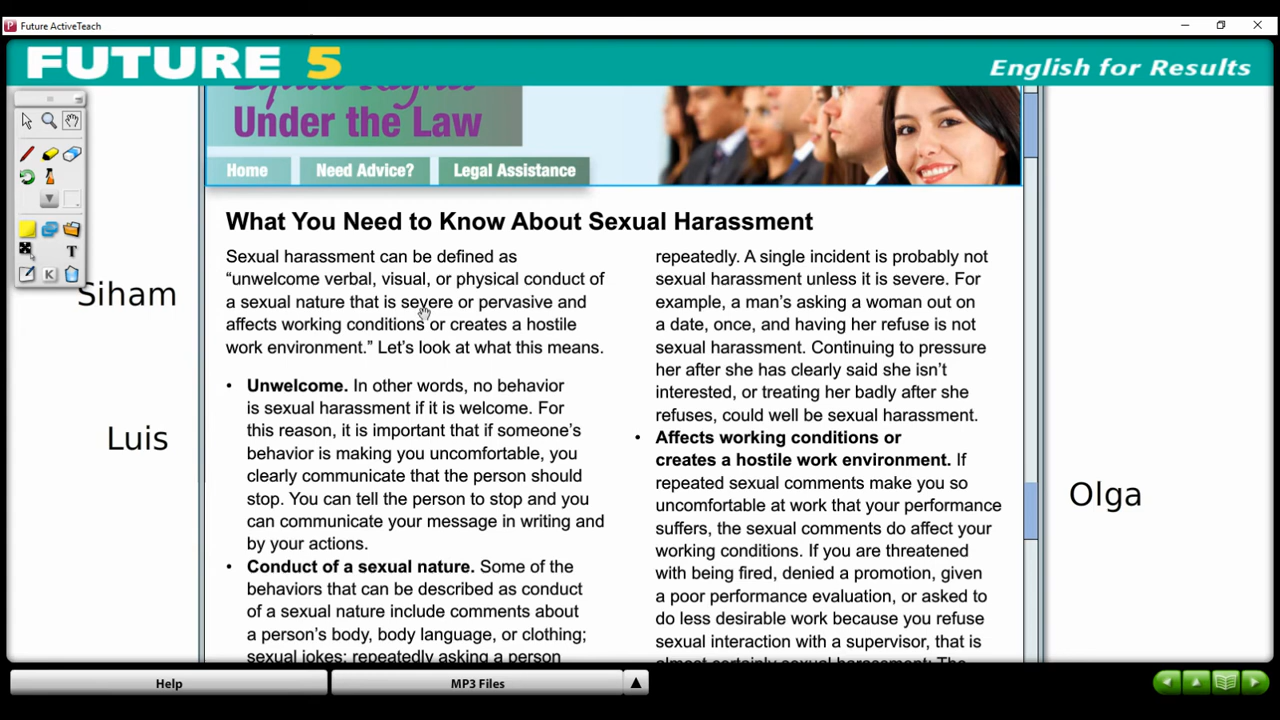 Future ActiveTeach
FUTURE 5
English for Results
Equal Rights
Under the Law
Home
Need Advice?
Legal Assistance
What You Need to Know About Sexual Harassment
Sexual harassment can be defined as
“unwelcome verbal, visual, or physical conduct of
a sexual nature that is severe or pervasive and
affects working conditions or creates a hostile
work environment.” Let’s look at what this means.
• Unwelcome. In other words, no behavior
is sexual harassment if it is welcome. For
this reason, it is important that if someone’s
behavior is making you uncomfortable, you
clearly communicate that the person should
stop. You can tell the person to stop and you
can communicate your message in writing and
by your actions.
• Conduct of a sexual nature. Some of the
behaviors that can be described as conduct
of a sexual nature include comments about
a person’s body, body language, or clothing;
sexual jokes; repeatedly asking a person
repeatedly. A single incident is probably not
sexual harassment unless it is severe. For
example, a man’s asking a woman out on
a date, once, and having her refuse is not
sexual harassment. Continuing to pressure
her after she has clearly said she isn’t
interested, or treating her badly after she
refuses, could well be sexual harassment.
• Affects working conditions or
creates a hostile work environment. If
repeated sexual comments make you so
uncomfortable at work that your performance
suffers, the sexual comments do affect your
working conditions. If you are threatened
with being fired, denied a promotion, given
a poor performance evaluation, or asked to
do less desirable work because you refuse
sexual interaction with a supervisor, that is
almost certainly sexual harassment. The
Siham
Luis
Olga
T
K
Help
MP3 Files